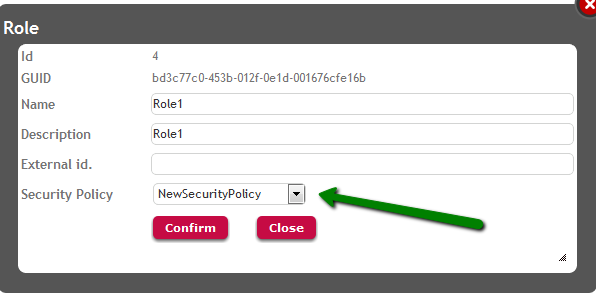 Role
Id 4
GUID bd3c77c0-453b-012f-0e1d-001676cfe16b
Name Role1
Description Role1
External id.
Security Policy NewSecurityPolicy
Confirm Close